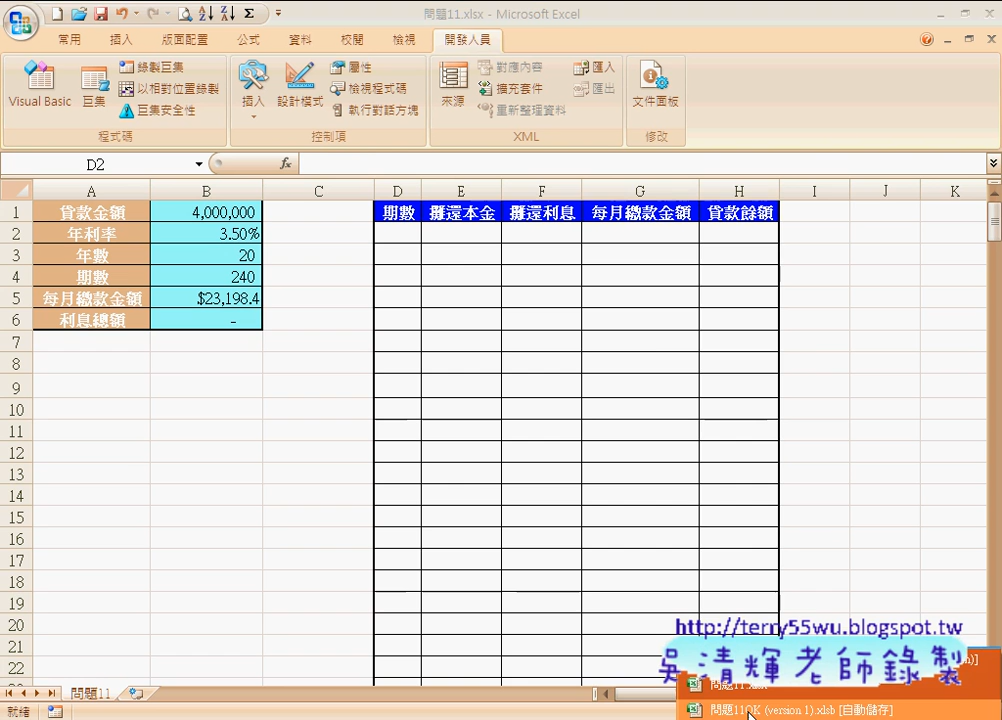 問題11.xlsx - Microsoft Excel
常用 插入 版面配置 公式 資料 校閱 檢視 開發人員
Visual Basic 巨集 錄製巨集 以相對位置錄製 巨集安全性 程式碼
插入 設計模式 屬性 檢視程式碼 執行對話方塊 控制項
來源 對應內容 擴充套件 重新整理資料 匯入 匯出 XML
文件面板 修改
D2 fx
A B C D E F G H I J K
1 貸款金額 4,000,000 期數 攤還本金 攤還利息 每月繳款金額 貸款餘額
2 年利率 3.50%
3 年數 20
4 期數 240
5 每月繳款金額 $23,198.4
6 利息總額 -
7
8
9
10
11
12
13
14
15
16
17
18
19
20
21
22
http://terry55wu.blogspot.tw
吳清輝老師錄製
問題11
問題11OK (version 1).xlsb [自動儲存]
就緒